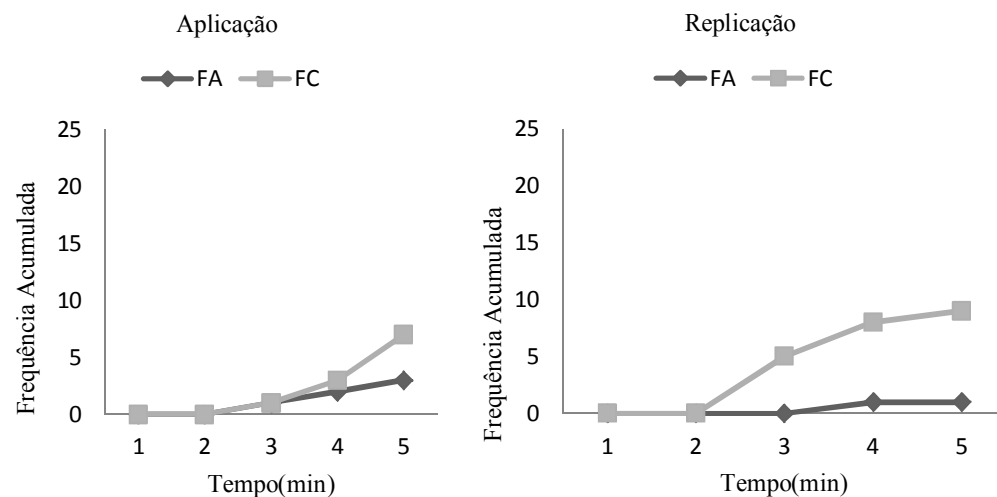 Aplicação
FA FC
25
20
15
10
5
0
Frequência Acumulada
1 2 3 4 5
Tempo(min)
Replicação
FA FC
25
20
15
10
5
0
Frequência Acumulada
1 2 3 4 5
Tempo(min)